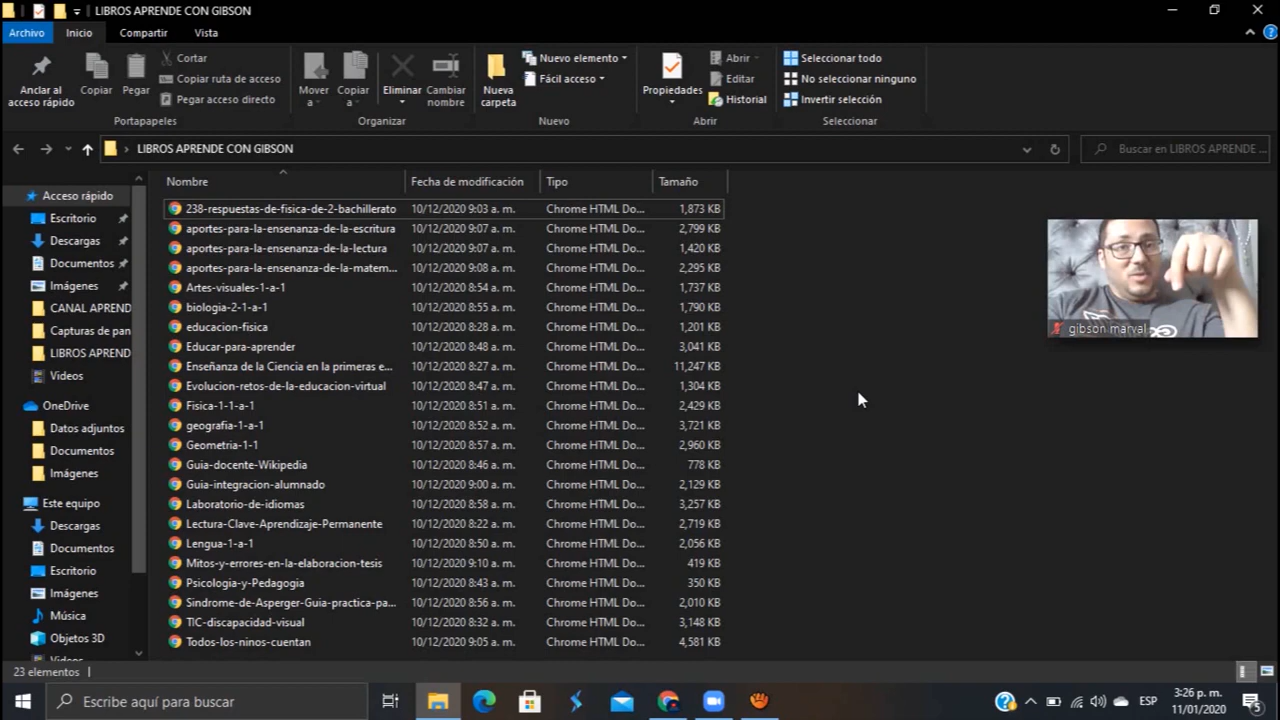 LIBROS APRENDE CON GIBSON
Archivo Inicio Compartir Vista
Anclar al acceso rápido
Copiar
Pegar
Cortar
Copiar ruta de acceso
Pegar acceso directo
Portapapeles
Mover a
Copiar a
Eliminar
Cambiar nombre
Organizar
Nueva carpeta
Nuevo elemento
Fácil acceso
Nuevo
Propiedades
Abrir
Editar
Historial
Abrir
Seleccionar todo
No seleccionar ninguno
Invertir selección
Seleccionar
LIBROS APRENDE CON GIBSON
Buscar en LIBROS APRENDE ...
Acceso rápido
Escritorio
Descargas
Documentos
Imágenes
CANAL APREND
Capturas de pan
LIBROS APREND
Videos
OneDrive
Datos adjuntos
Documentos
Imágenes
Este equipo
Descargas
Documentos
Escritorio
Imágenes
Música
Objetos 3D
Videos
Nombre Fecha de modificación Tipo Tamaño
238-respuestas-de-fisica-de-2-bachillerato 10/12/2020 9:03 a. m. Chrome HTML Do... 1,873 KB
aportes-para-la-ensenanza-de-la-escritura 10/12/2020 9:07 a. m. Chrome HTML Do... 2,799 KB
aportes-para-la-ensenanza-de-la-lectura 10/12/2020 9:07 a. m. Chrome HTML Do... 1,420 KB
aportes-para-la-ensenanza-de-la-matem... 10/12/2020 9:08 a. m. Chrome HTML Do... 2,295 KB
Artes-visuales-1-a-1 10/12/2020 8:54 a. m. Chrome HTML Do... 1,737 KB
biologia-2-1-a-1 10/12/2020 8:55 a. m. Chrome HTML Do... 1,790 KB
educacion-fisica 10/12/2020 8:28 a. m. Chrome HTML Do... 1,201 KB
Educar-para-aprender 10/12/2020 8:48 a. m. Chrome HTML Do... 3,041 KB
Enseñanza de la Ciencia en la primeras e... 10/12/2020 8:27 a. m. Chrome HTML Do... 11,247 KB
Evolucion-retos-de-la-educacion-virtual 10/12/2020 8:47 a. m. Chrome HTML Do... 1,304 KB
Fisica-1-1-a-1 10/12/2020 8:51 a. m. Chrome HTML Do... 2,429 KB
geografia-1-a-1 10/12/2020 8:52 a. m. Chrome HTML Do... 3,721 KB
Geometria-1-1 10/12/2020 8:57 a. m. Chrome HTML Do... 2,960 KB
Guia-docente-Wikipedia 10/12/2020 8:46 a. m. Chrome HTML Do... 778 KB
Guia-integracion-alumnado 10/12/2020 9:00 a. m. Chrome HTML Do... 2,129 KB
Laboratorio-de-idiomas 10/12/2020 8:58 a. m. Chrome HTML Do... 3,257 KB
Lectura-Clave-Aprendizaje-Permanente 10/12/2020 8:22 a. m. Chrome HTML Do... 2,719 KB
Lengua-1-a-1 10/12/2020 8:50 a. m. Chrome HTML Do... 2,056 KB
Mitos-y-errores-en-la-elaboracion-tesis 10/12/2020 9:10 a. m. Chrome HTML Do... 419 KB
Psicologia-y-Pedagogia 10/12/2020 8:43 a. m. Chrome HTML Do... 350 KB
Sindrome-de-Asperger-Guia-practica-pa... 10/12/2020 8:56 a. m. Chrome HTML Do... 2,010 KB
TIC-discapacidad-visual 10/12/2020 8:32 a. m. Chrome HTML Do... 3,148 KB
Todos-los-ninos-cuentan 10/12/2020 9:05 a. m. Chrome HTML Do... 4,581 KB
gibson marval
23 elementos
Escribe aquí para buscar
ESP
3:26 p. m.
11/01/2020
5